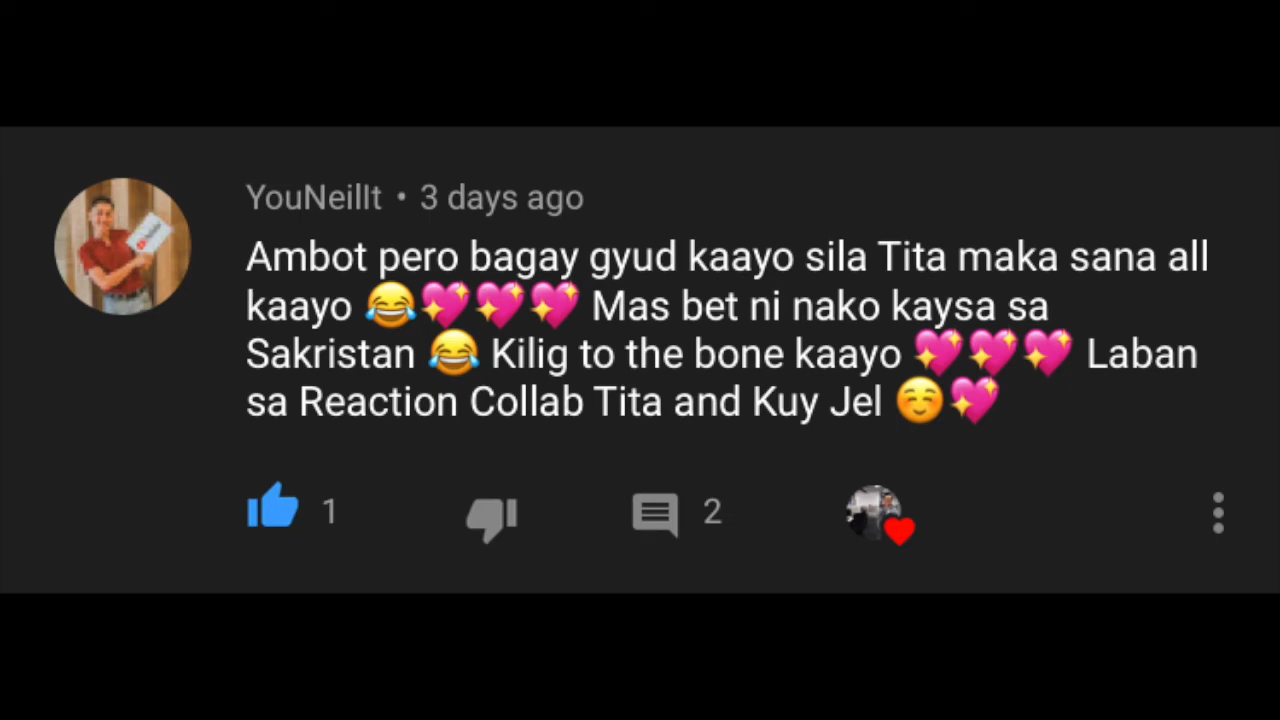 YouNeilIt • 3 days ago
Ambot pero bagay gyud kaayo sila Tita maka sana all
kaayo 😂💖💖💖 Mas bet ni nako kaysa sa
Sakristan 😂 Kilig to the bone kaayo 💖💖💖 Laban
sa Reaction Collab Tita and Kuy Jel ☺️💖
1 2